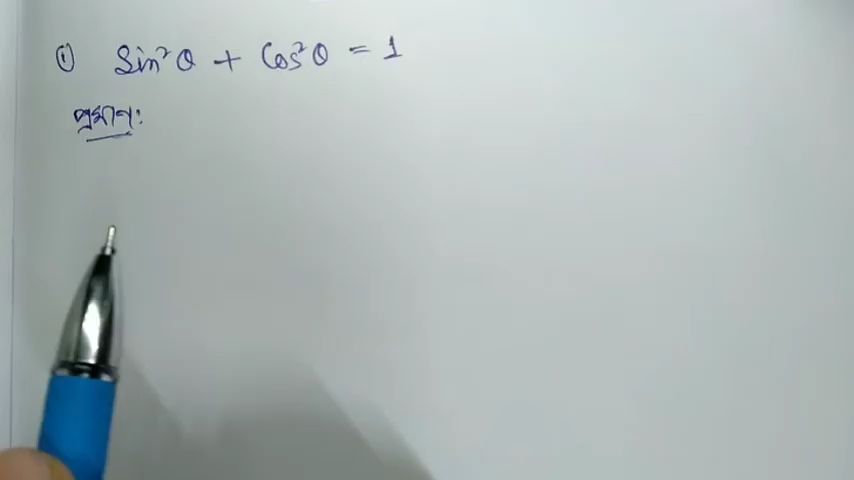 ① Sin²θ + Cos²θ = 1
প্রমাণ: